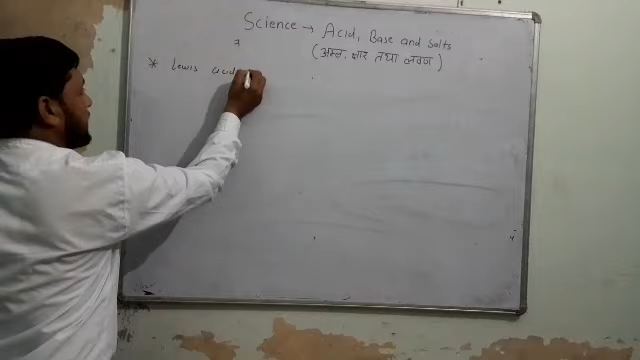 Science → Acid, Base and Salts
(अम्ल, क्षार तथा लवण)
* Lewis acid